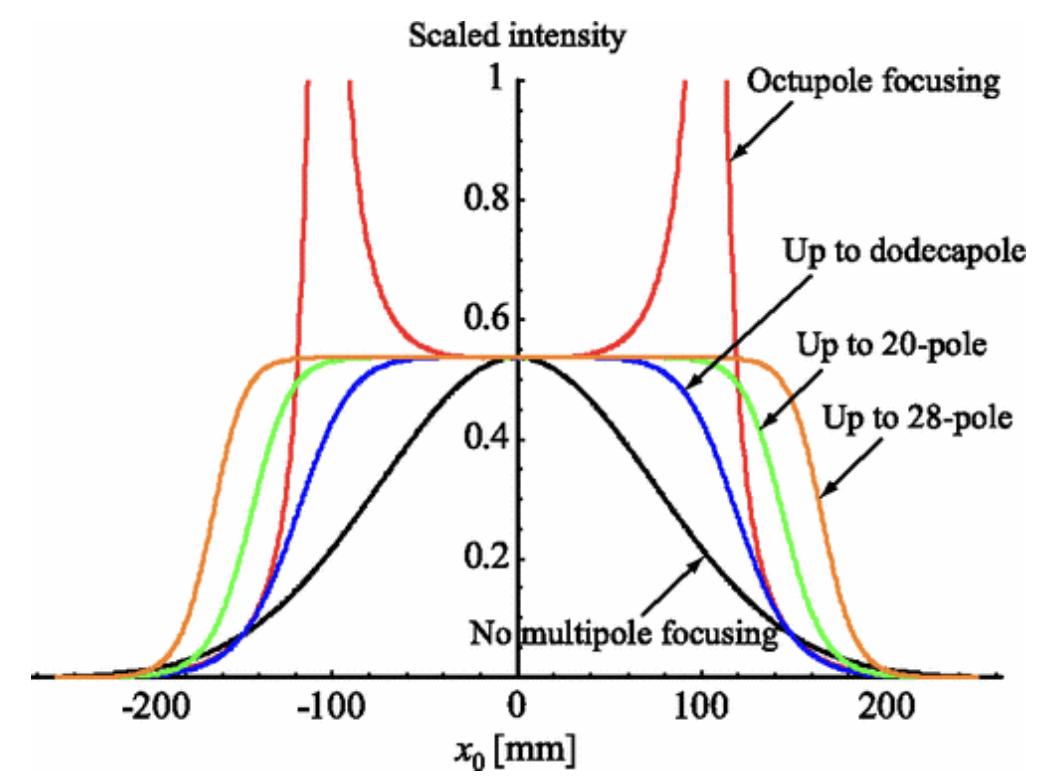 Scaled intensity
1
Octupole focusing
0.8
Up to dodecapole
0.6
Up to 20-pole
Up to 28-pole
0.4
0.2
No multipole focusing
-200 -100 0 100 200
x₀ [mm]